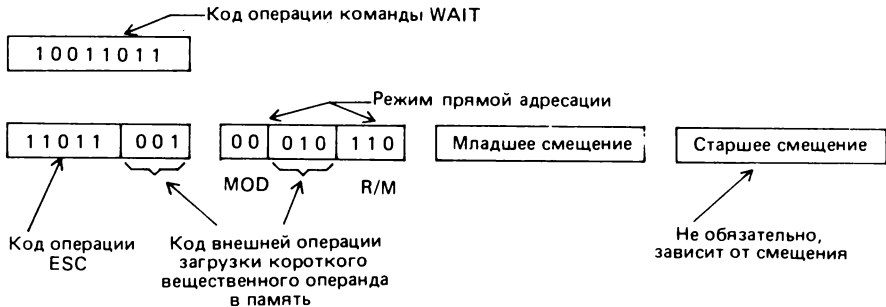 Код операции команды WAIT
10011011
Режим прямой адресации
11011 001 00 010 110 Младшее смещение Старшее смещение
MOD R/M
Код операции
ESC
Код внешней операции
загрузки короткого
вещественного операнда
в память
Не обязательно,
зависит от смещения